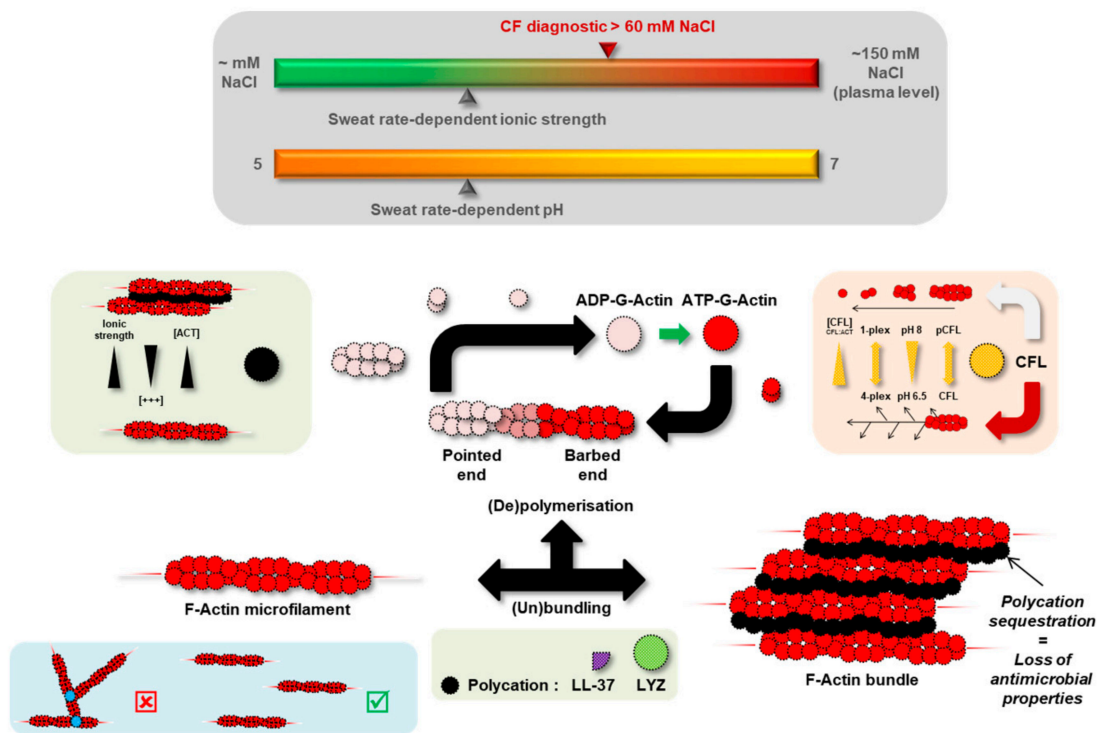 CF diagnostic > 60 mM NaCl
~ mM
NaCl
~150 mM
NaCl
(plasma level)
Sweat rate-dependent ionic strength
5
7
Sweat rate-dependent pH
Ionic
strength
[ACT]
[+++]
ADP-G-Actin
ATP-G-Actin
Pointed
end
Barbed
end
[CFL]
CFL:ACT
1-plex
pH 8
pCFL
CFL
4-plex
pH 6.5
CFL
(De)polymerisation
(Un)bundling
F-Actin microfilament
F-Actin bundle
Polycation
sequestration
=
Loss of
antimicrobial
properties
Polycation : LL-37 LYZ